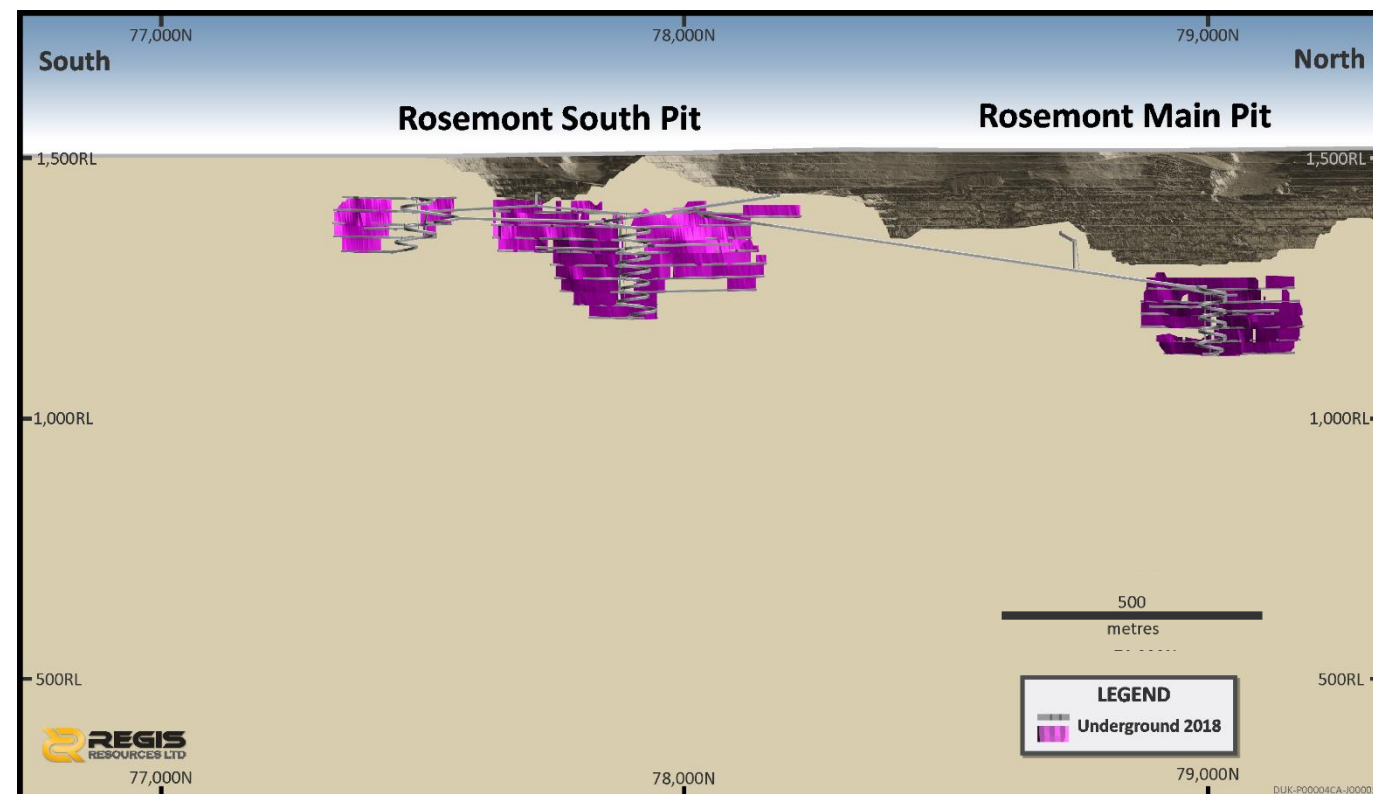 77,000N
78,000N
79,000N
South
North
Rosemont South Pit
Rosemont Main Pit
1,500RL
1,500RL
1,000RL
1,000RL
500
metres
500RL
500RL
LEGEND
Underground 2018
REGIS
RESOURCES LTD
77,000N
78,000N
79,000N